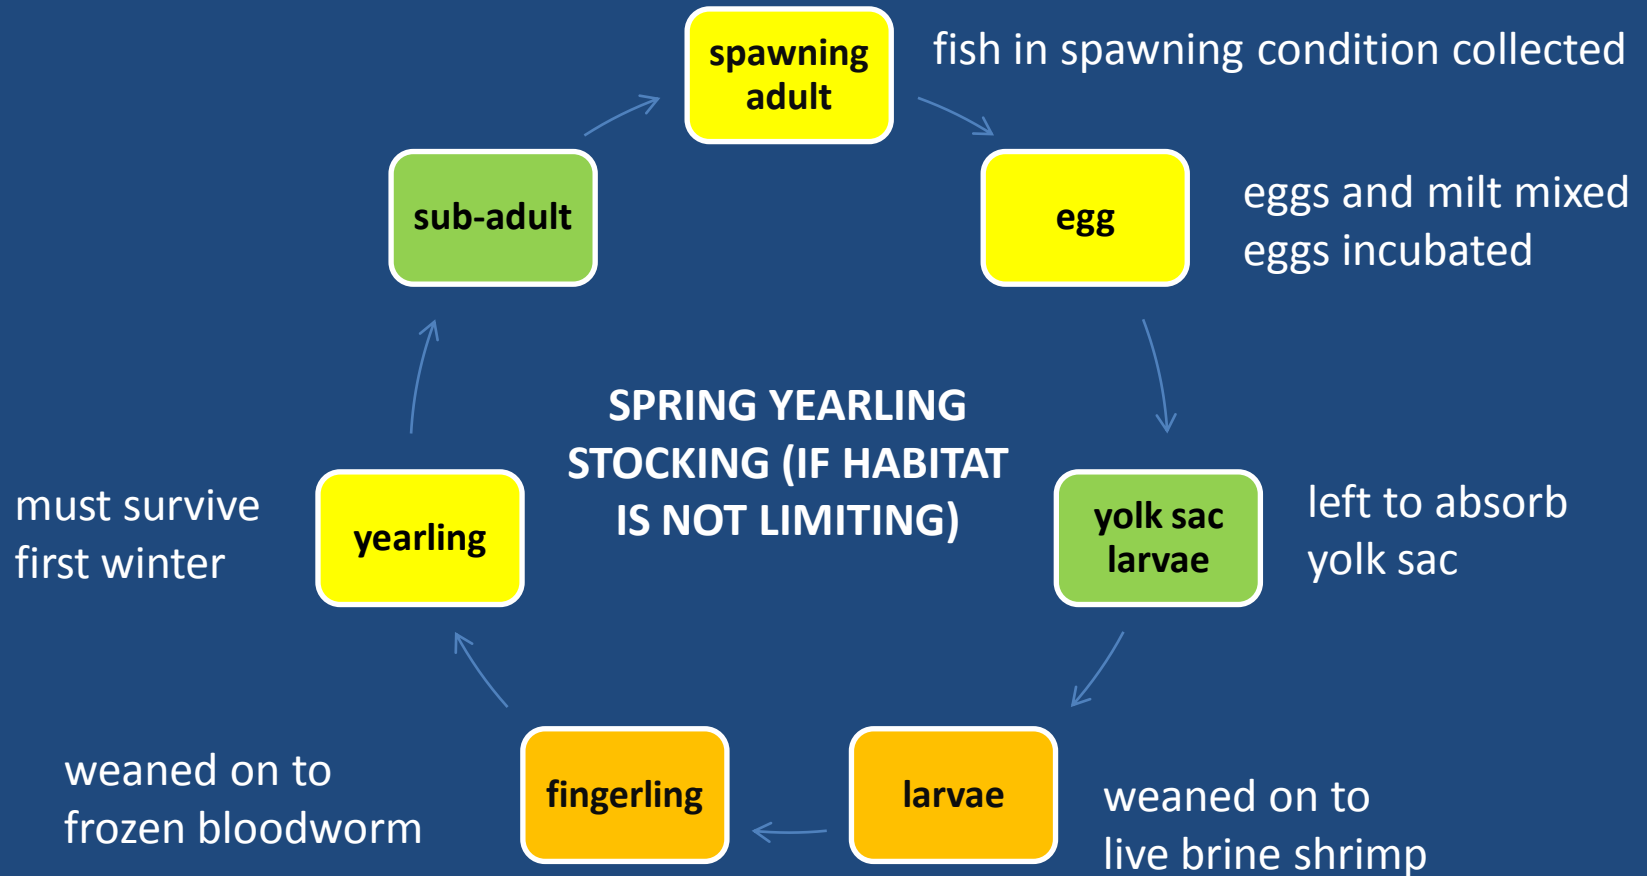 spawning
adult
fish in spawning condition collected
egg
eggs and milt mixed
eggs incubated
yolk sac
larvae
left to absorb
yolk sac
larvae
weaned on to
live brine shrimp
fingerling
weaned on to
frozen bloodworm
yearling
must survive
first winter
sub-adult
SPRING YEARLING
STOCKING (IF HABITAT
IS NOT LIMITING)